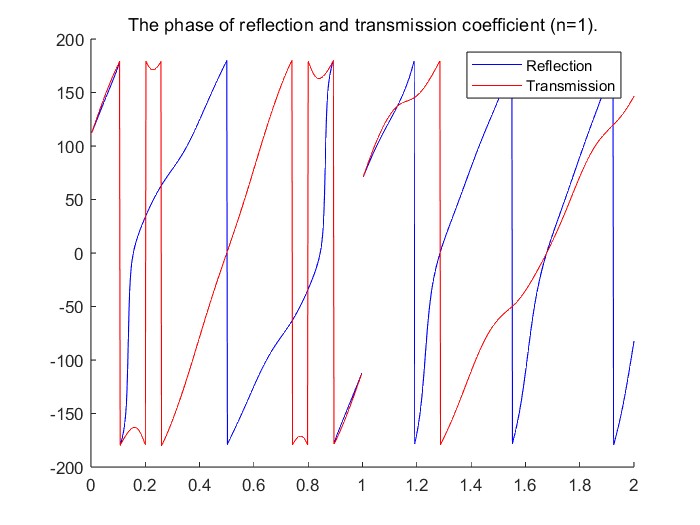 The phase of reflection and transmission coefficient (n=1).
200
150
100
50
0
-50
-100
-150
-200
Reflection
Transmission
0 0.2 0.4 0.6 0.8 1 1.2 1.4 1.6 1.8 2